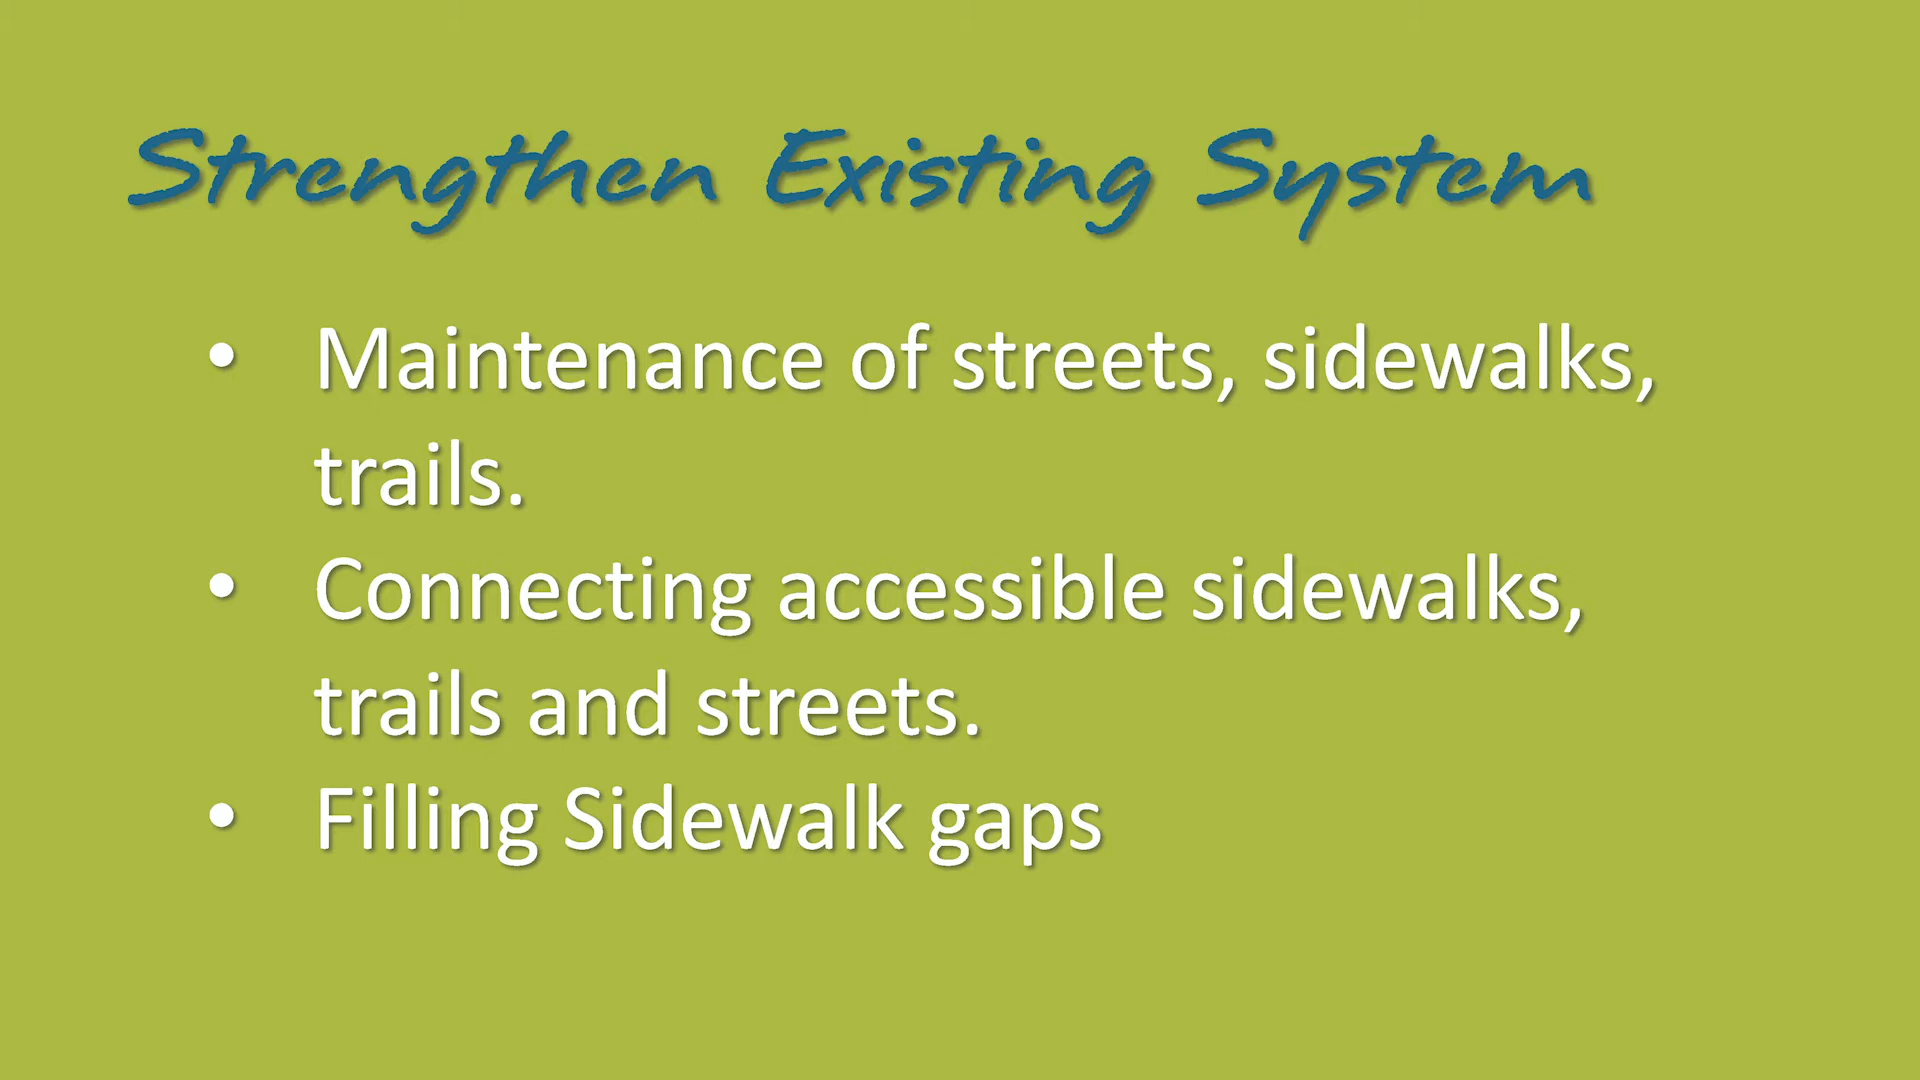 Strengthen Existing System
• Maintenance of streets, sidewalks,
trails.
• Connecting accessible sidewalks,
trails and streets.
• Filling Sidewalk gaps